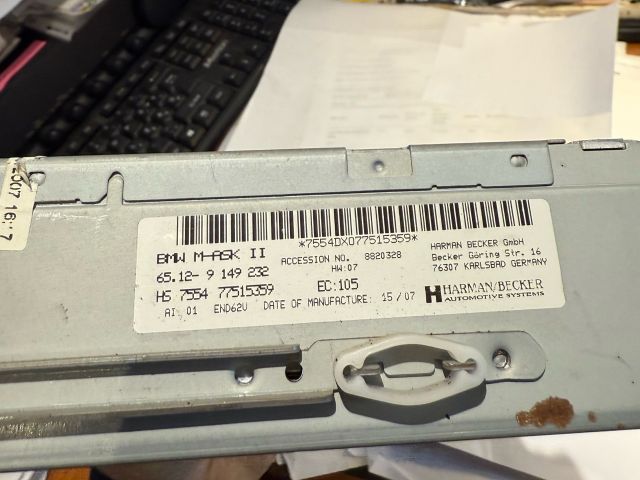 *7554DX077515359*
BMW M-ASK II
65.12- 9 149 232
HS 7554 77515359
AI: 01 END62U DATE OF MANUFACTURE: 15/07
ACCESSION NO. 8820328
HW:07
EC:105
HARMAN BECKER GmbH
Becker Göring Str. 16
76307 KARLSBAD GERMANY
HARMAN/BECKER
AUTOMOTIVE SYSTEMS